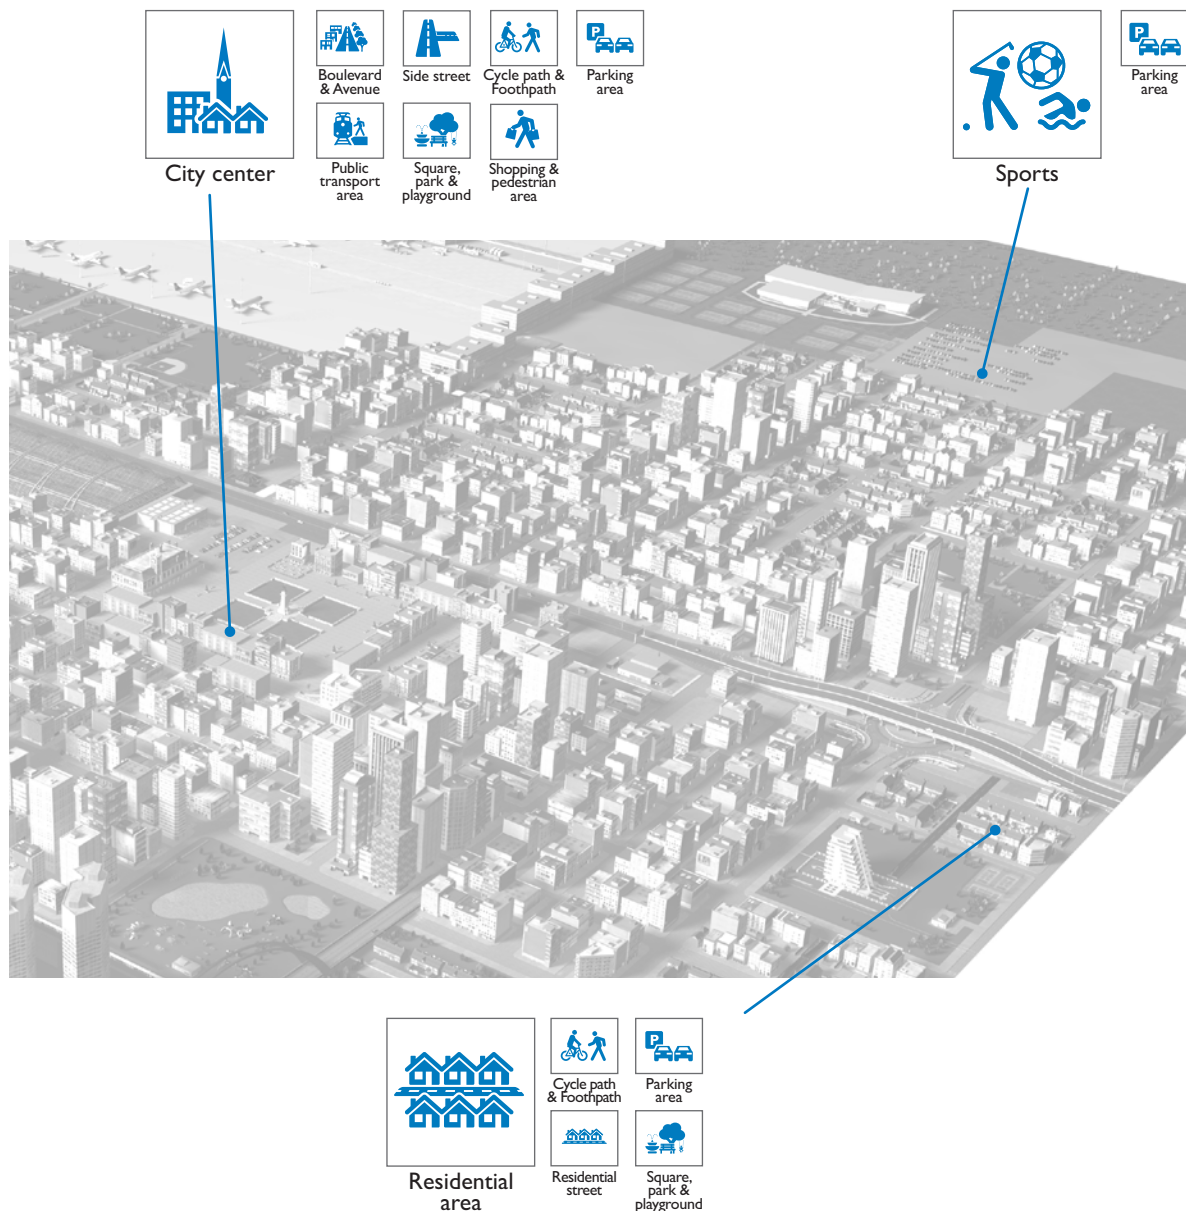 Boulevard
& Avenue
Side street
Cycle path &
Footpath
P
Parking
area
City center
Public
transport
area
Square,
park &
playground
Shopping &
pedestrian
area
Sports
P
Parking
area
Residential
area
Cycle path
& Footpath
P
Parking
area
Residential
street
Square,
park &
playground